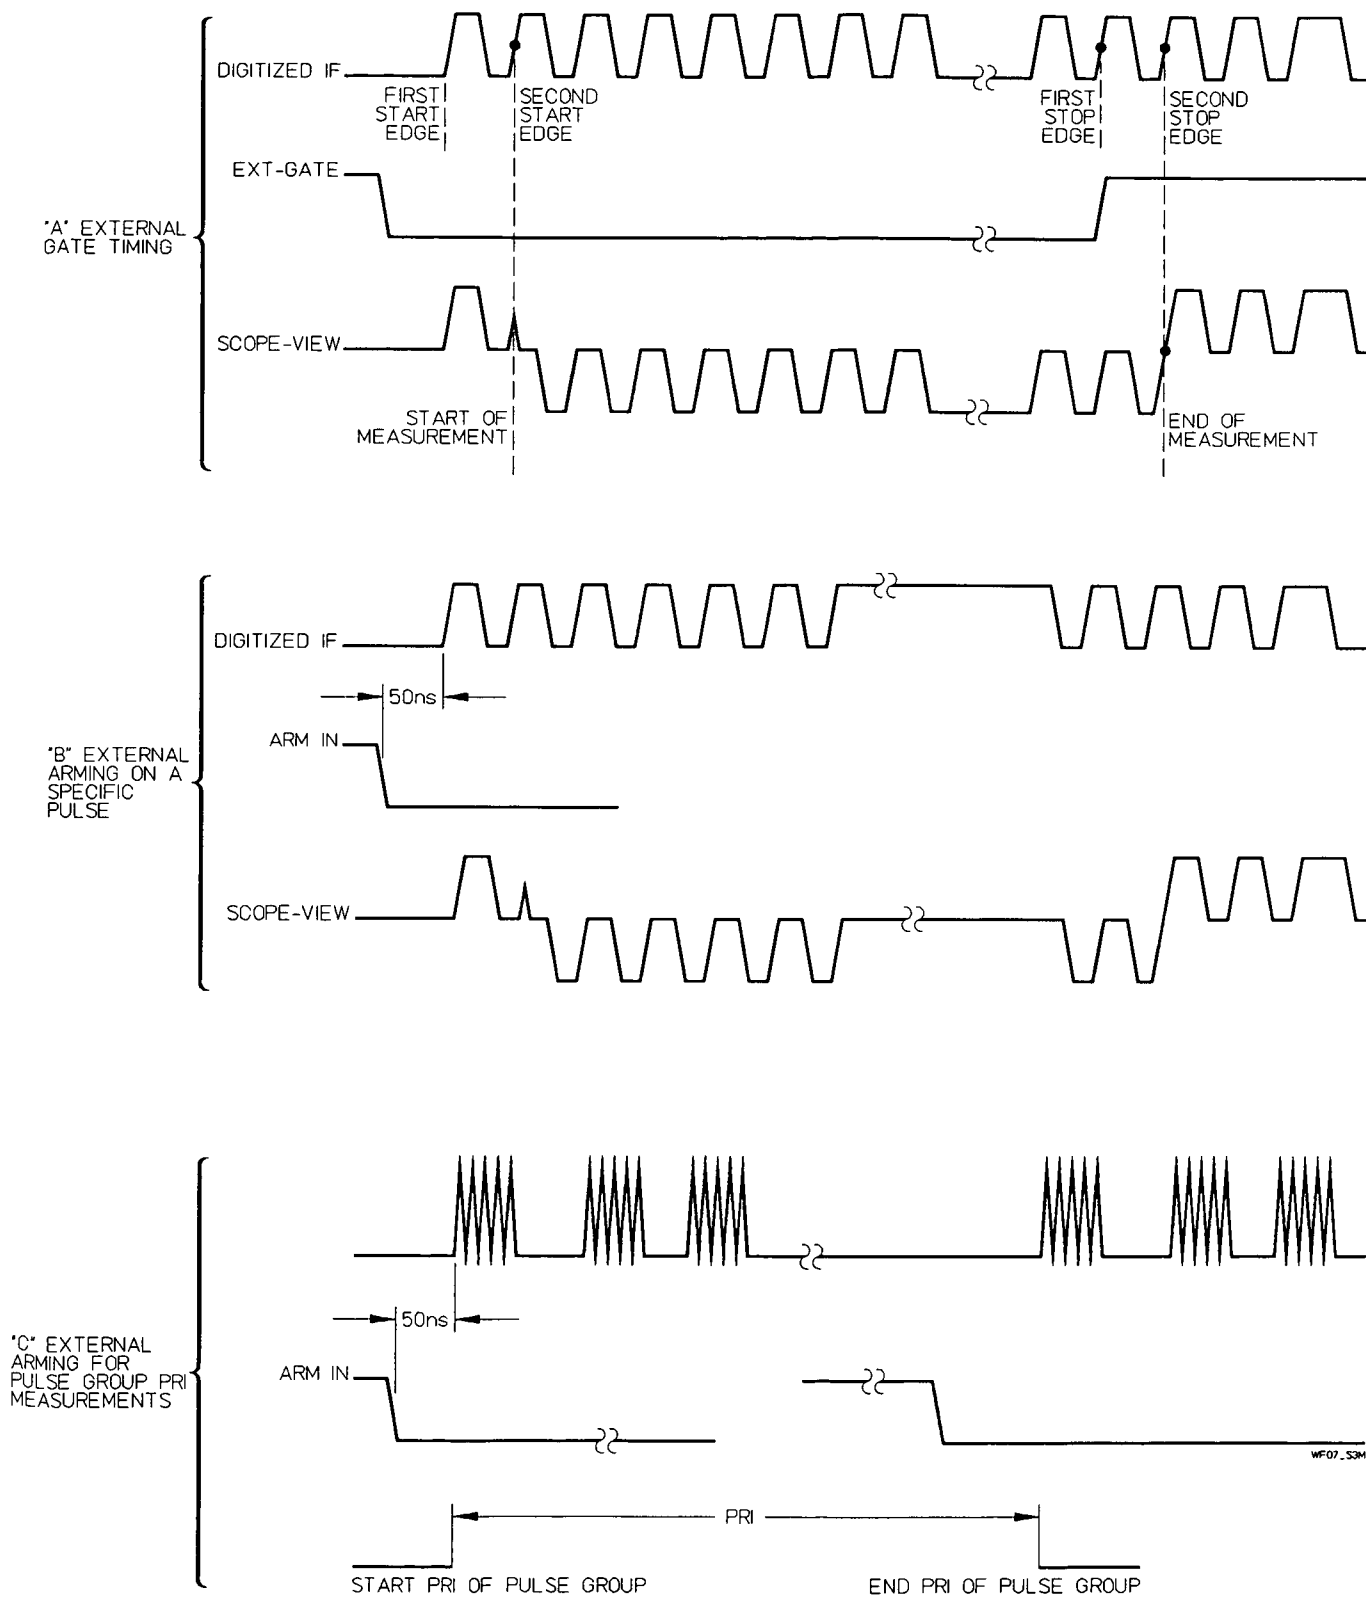 DIGITIZED IF
FIRST
START
EDGE
SECOND
START
EDGE
FIRST
STOP
EDGE
SECOND
STOP
EDGE
EXT-GATE
"A" EXTERNAL
GATE TIMING
SCOPE-VIEW
START OF
MEASUREMENT
END OF
MEASUREMENT
DIGITIZED IF
50ns
ARM IN
"B" EXTERNAL
ARMING ON A
SPECIFIC
PULSE
SCOPE-VIEW
50ns
"C" EXTERNAL
ARMING FOR
PULSE GROUP PRI
MEASUREMENTS
ARM IN
WF07_S3M
PRI
START PRI OF PULSE GROUP
END PRI OF PULSE GROUP